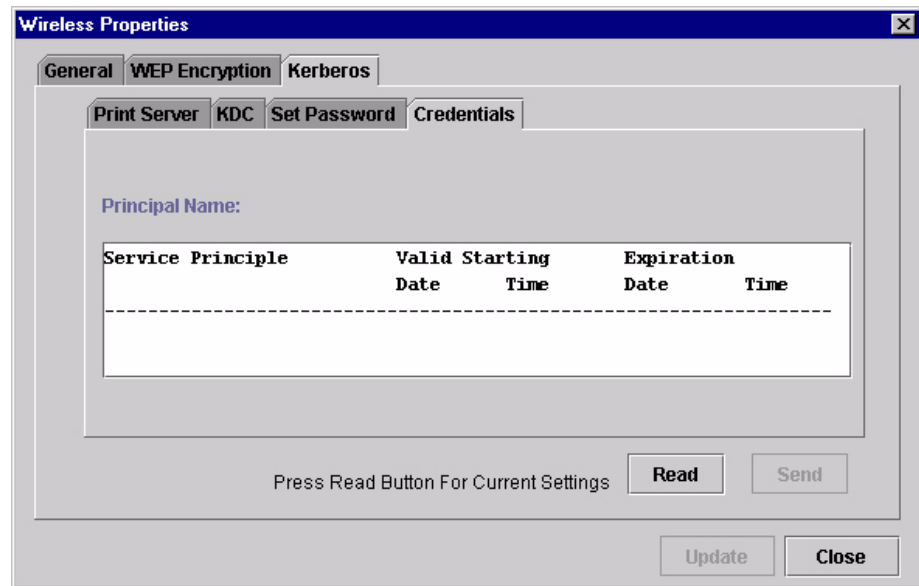 Wireless Properties
General WEP Encryption Kerberos
Print Server KDC Set Password Credentials
Principal Name:
Service Principle Valid Starting Expiration
Date Time Date Time
--------------------------------------------------------------------
Press Read Button For Current Settings Read Send
Update Close